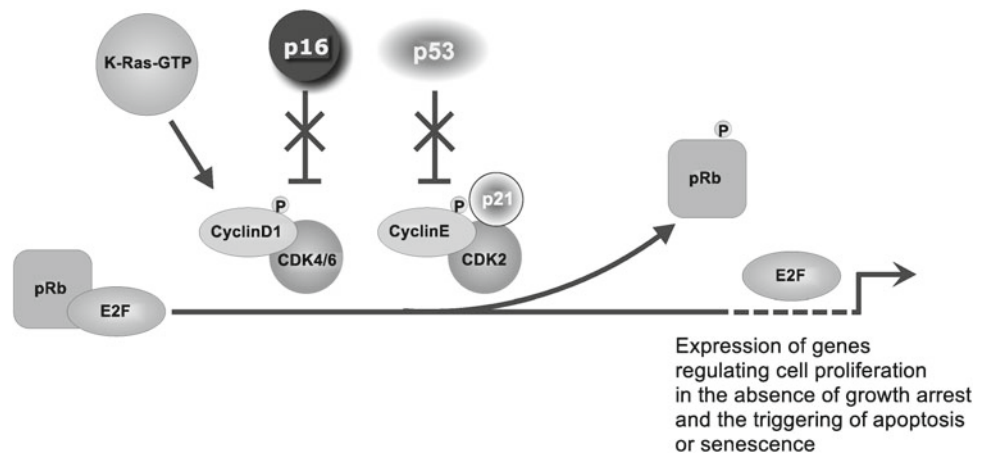 K-Ras-GTP
p16
p53
P
pRb
CyclinD1
P
CDK4/6
CyclinE
P
p21
CDK2
pRb
E2F
E2F
Expression of genes
regulating cell proliferation
in the absence of growth arrest
and the triggering of apoptosis
or senescence